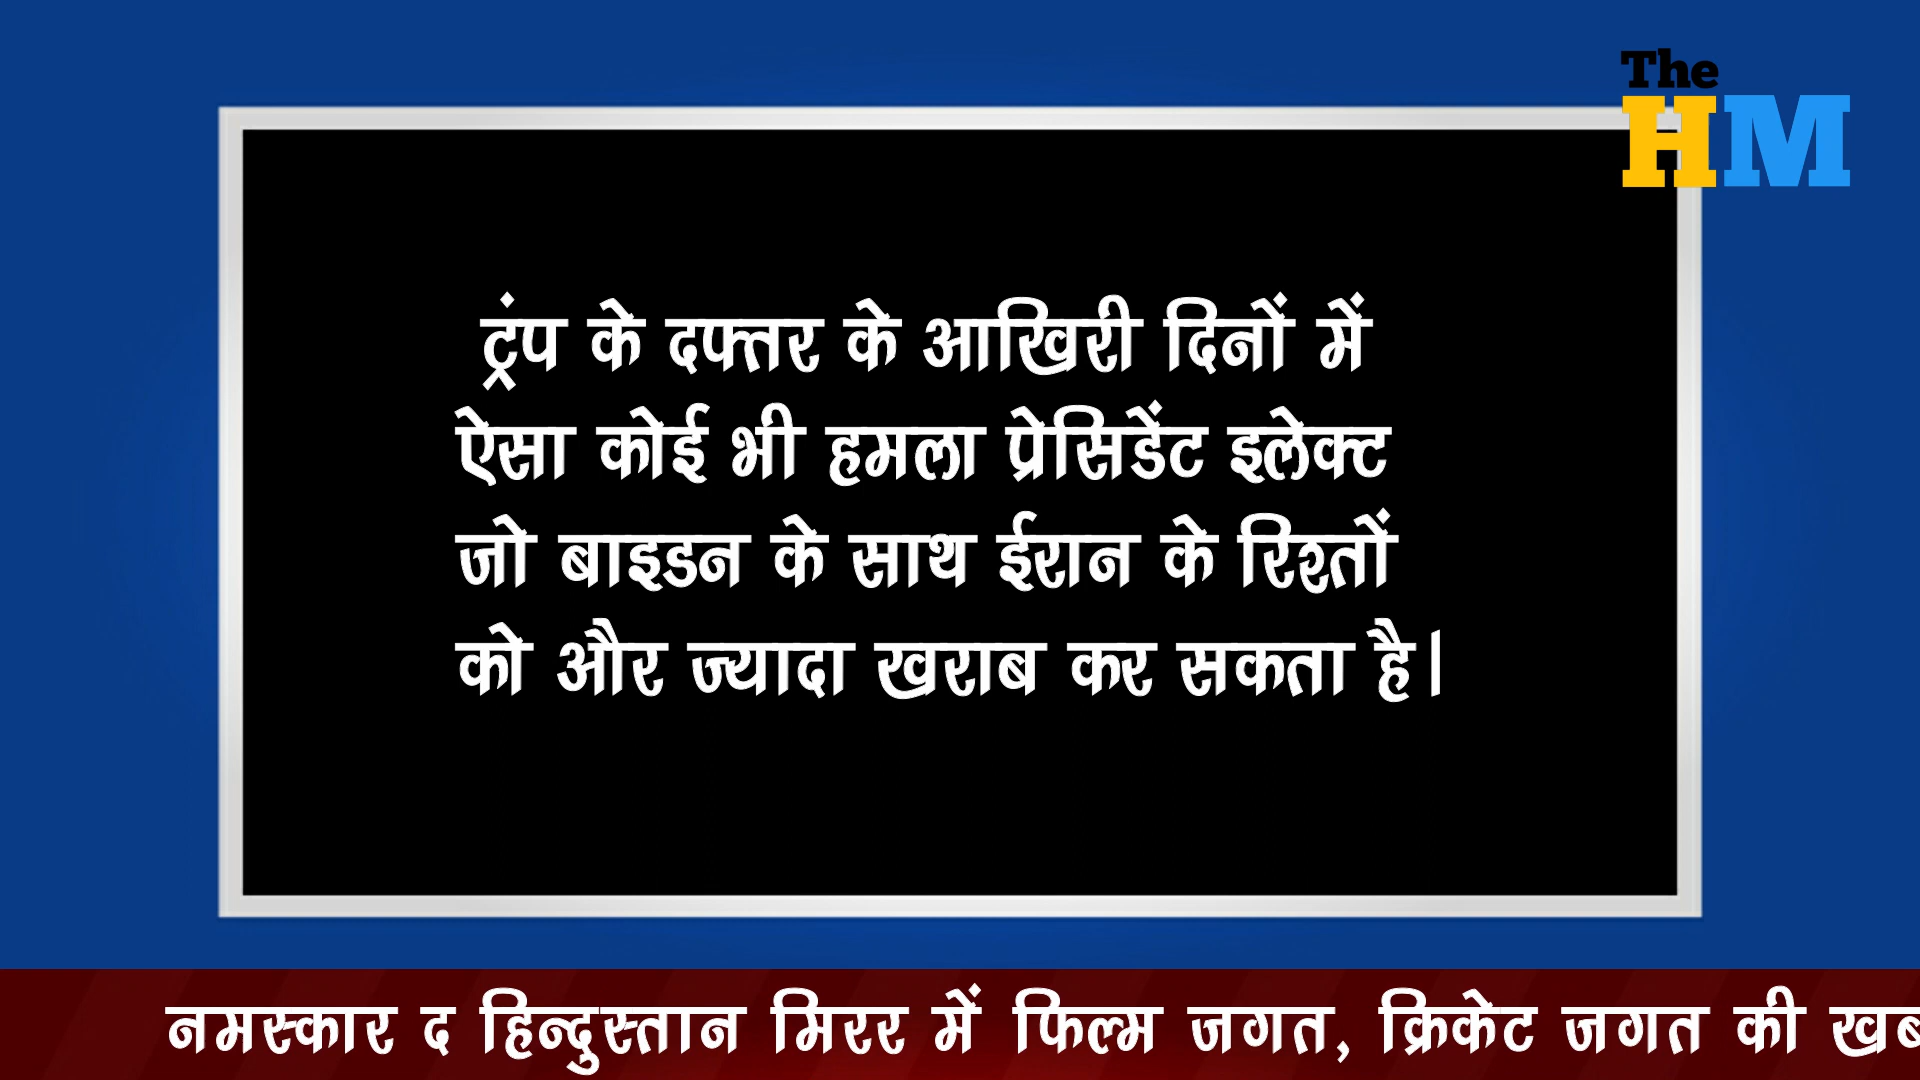 The
HM
ट्रंप के दफ्तर के आखिरी दिनों में
ऐसा कोई भी हमला प्रेसिडेंट इलेक्ट
जो बाइडन के साथ ईरान के रिश्तों
को और ज्यादा खराब कर सकता है।
नमस्कार द हिन्दुस्तान मिरर में फिल्म जगत, क्रिकेट जगत की